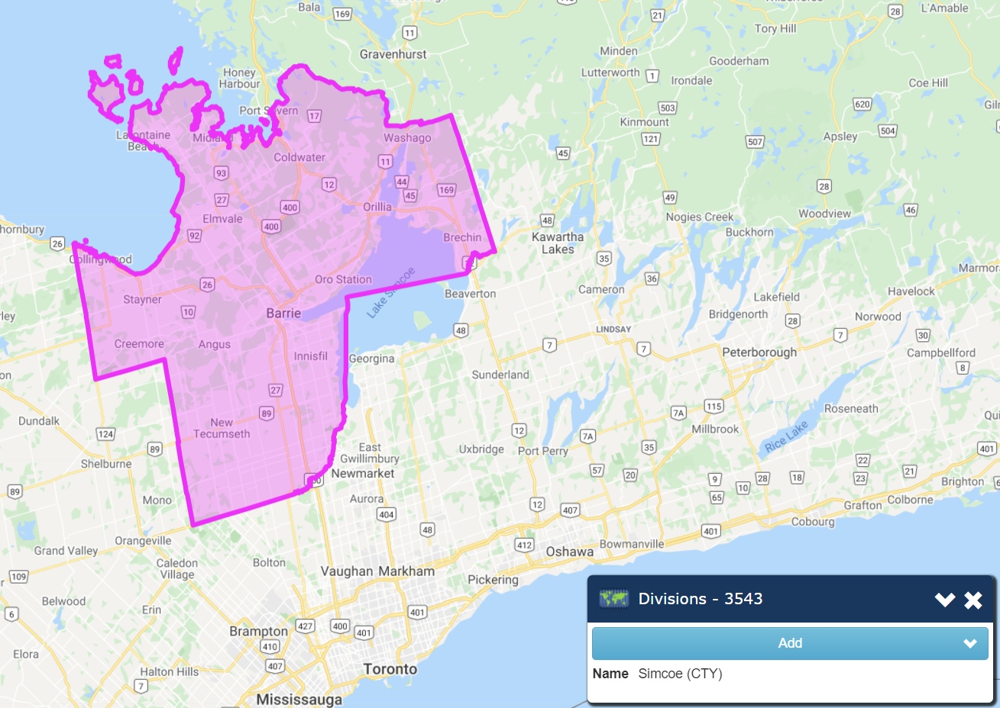 Bala
169
21
28
L'Amable
11
Tory Hill
Gravenhurst
Minden
Gooderham
Lutterworth
1
Irondale
Coe Hill
Honey
Harbour
620
503
Port Severn
17
Kinmount
Lafontaine
Beach
Midland
Washago
121
507
Apsley
504
Coldwater
45
11
93
12
44
45
169
28
27
400
Orillia
49
46
Elmvale
400
48
Nogies Creek
Woodview
hornbury
26
92
Brechin
Kawartha
Lakes
Buckhorn
Collingwood
35
Oro Station
Lake Simcoe
36
Marmor
26
Stayner
Beaverton
Cameron
Lakefield
Havelock
10
Barrie
Bridgenorth
Norwood
rley
28
48
LINDSAY
7
30
Creemore
Angus
Innisfil
Georgina
7
7
Peterborough
Campbellford
8
on
Sunderland
27
89
115
7A
Roseneath
Dundalk
New
Tecumseth
124
12
7A
Millbrook
Rice Lake
89
East
Gwillimbury
Uxbridge
Port Perry
35
401
Shelburne
Newmarket
57
20
22
21
9
10
28
18
23
Brighton
89
65
Mono
Aurora
12
407
Grafton
Colborne
404
48
401
Cobourg
Orangeville
412
Bowmanville
Grand Valley
Oshawa
Caledon
Village
Bolton
Vaughan
Markham
109
Pickering
Belwood
6
Erin
401
Brampton
427
400
401
410
Elora
407
Halton Hills
Toronto
7
Mississauga
Divisions - 3543
Add
Name Simcoe (CTY)